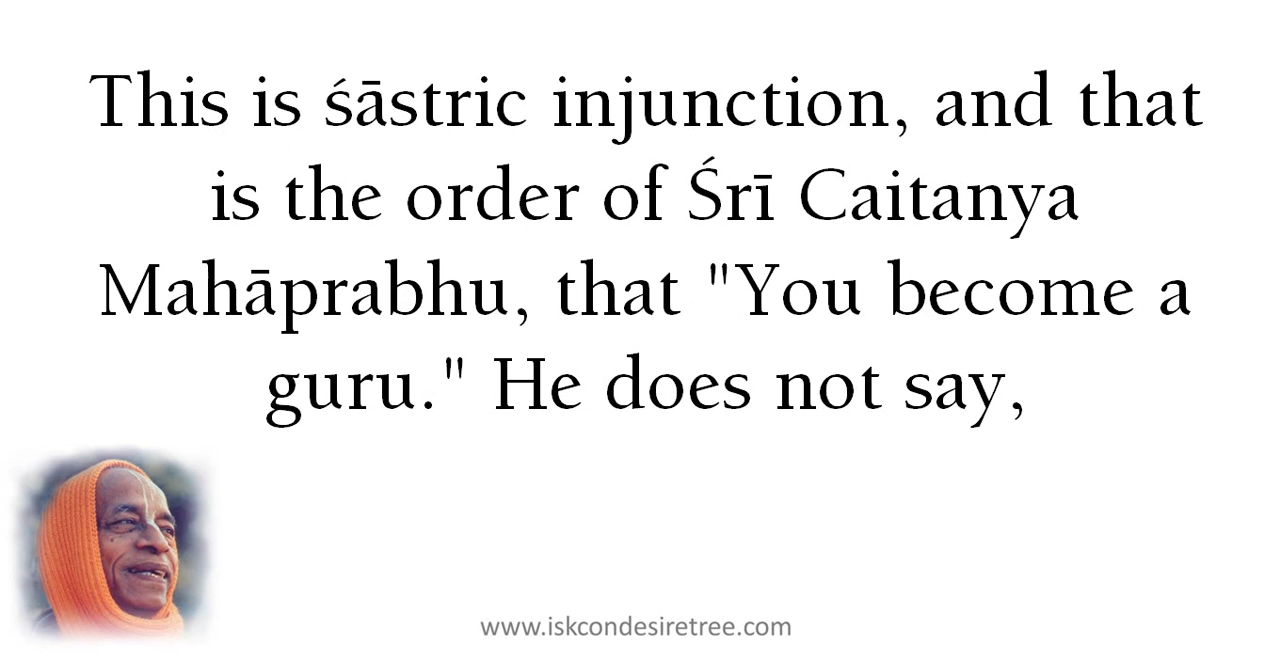 This is śāstric injunction, and that
is the order of Śrī Caitanya
Mahāprabhu, that "You become a
guru." He does not say,
www.iskcondesiretree.com